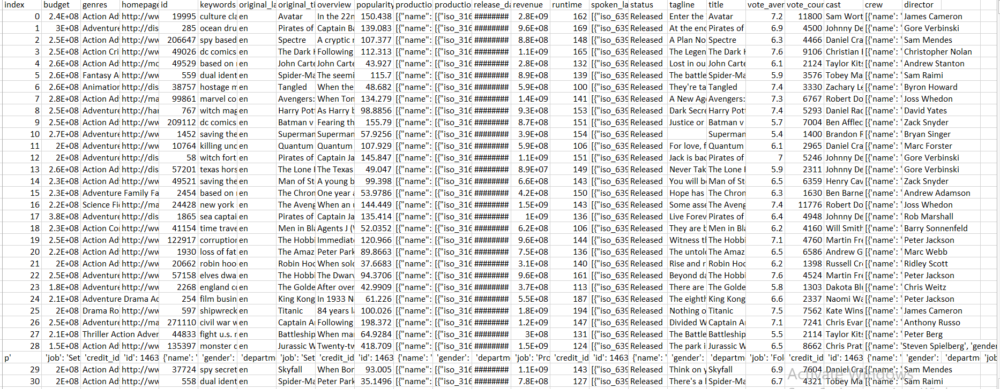 index budget genres homepage id keywords original_la original_ti overview popularity productio productio release_da revenue runtime spoken_la status tagline title vote_aver vote_cour cast crew director
0 2.4E+08 Action Ad http://ww 19995 culture cla en Avatar In the 22n 150.438 [{"name": [{"iso_316 ######## 2.8E+09 162 [{"iso_639 Released Enter the Avatar 7.2 11800 Sam Wort [{'name': ' James Cameron
1 3E+08 Adventure http://dis 285 ocean dru en Pirates of Captain Ba 139.083 [{"name": [{"iso_316 ######## 9.6E+08 169 [{"iso_639 Released At the end Pirates of 6.9 4500 Johnny De [{'name': ' Gore Verbinski
2 2.5E+08 Action Ad http://ww 206647 spy based en Spectre A cryptic r 107.377 [{"name": [{"iso_316 ######## 8.8E+08 148 [{"iso_639 Released A Plan No Spectre 6.3 4466 Daniel Cra [{'name': ' Sam Mendes
3 2.5E+08 Action Cri http://ww 49026 dc comics en The Dark K Following 112.313 [{"name": [{"iso_316 ######## 1.1E+09 165 [{"iso_639 Released The Legen The Dark K 7.6 9106 Christian [{'name': ' Christopher Nolan
4 2.6E+08 Action Ad http://mo 49529 based on en John Carte John Carte 43.927 [{"name": [{"iso_316 ######## 2.8E+08 132 [{"iso_639 Released Lost in ou John Carte 6.1 2124 Taylor Kits [{'name': ' Andrew Stanton
5 2.6E+08 Fantasy A http://ww 559 dual ident en Spider-Ma The seemi 115.7 [{"name": [{"iso_316 ######## 8.9E+08 139 [{"iso_639 Released The battle Spider-Ma 5.9 3576 Tobey Ma [{'name': ' Sam Raimi
6 2.6E+08 Animation http://dis 38757 hostage m en Tangled When the 48.682 [{"name": [{"iso_316 ######## 5.9E+08 100 [{"iso_639 Released They're ta Tangled 7.4 3330 Zachary Le [{'name': ' Byron Howard
7 2.8E+08 Action Ad http://ma 99861 marvel co en Avengers: When Ton 134.279 [{"name": [{"iso_316 ######## 1.4E+09 141 [{"iso_639 Released A New Ag Avengers: 7.3 6767 Robert Do [{'name': ' Joss Whedon
8 2.5E+08 Adventure http://har 767 witch mag en Harry Pott As Harry b 98.8856 [{"name": [{"iso_316 ######## 9.3E+08 153 [{"iso_639 Released Dark Secre Harry Pott 7.4 5293 Daniel Rad [{'name': ' David Yates
9 2.5E+08 Action Ad http://ww 209112 dc comics en Batman v Fearing th 155.79 [{"name": [{"iso_316 ######## 8.7E+08 151 [{"iso_639 Released Justice or Batman v 5.7 7004 Ben Afflec [{'name': ' Zack Snyder
10 2.7E+08 Adventure http://ww 1452 saving the en Superman Superman 57.9256 [{"name": [{"iso_316 ######## 3.9E+08 154 [{"iso_639 Released Superman 5.4 1400 Brandon R [{'name': ' Bryan Singer
11 2E+08 Adventure http://ww 10764 killing und en Quantum Quantum 107.929 [{"name": [{"iso_316 ######## 5.9E+08 106 [{"iso_639 Released For love, f Quantum 6.1 2965 Daniel Cra [{'name': ' Marc Forster
12 2E+08 Adventure http://dis 58 witch fort en Pirates of Captain Ja 145.847 [{"name": [{"iso_316 ######## 1.1E+09 151 [{"iso_639 Released Jack is bac Pirates of 7 5246 Johnny De [{'name': ' Gore Verbinski
13 2.6E+08 Action Ad http://dis 57201 texas hors en The Lone The Texas 49.047 [{"name": [{"iso_316 ######## 8.9E+07 149 [{"iso_639 Released Never Tak The Lone 5.9 2311 Johnny De [{'name': ' Gore Verbinski
14 2.3E+08 Action Ad http://ww 49521 saving the en Man of St A young b 99.398 [{"name": [{"iso_316 ######## 6.6E+08 143 [{"iso_639 Released You will be Man of St 6.5 6359 Henry Cav [{'name': ' Zack Snyder
15 2.3E+08 Adventure Family Fa 2454 based on en The Chron One year a 53.9786 [{"name": [{"iso_316 ######## 4.2E+08 150 [{"iso_639 Released Hope has The Chron 6.3 1630 Ben Barne [{'name': ' Andrew Adamson
16 2.2E+08 Science Fi http://ma 24428 new york en The Aveng When an u 144.449 [{"name": [{"iso_316 ######## 1.5E+09 143 [{"iso_639 Released Some asse The Aveng 7.4 11776 Robert Do [{'name': ' Joss Whedon
17 3.8E+08 Adventure http://dis 1865 sea captai en Pirates of Captain Ja 135.414 [{"name": [{"iso_316 ######## 1E+09 136 [{"iso_639 Released Live Forev Pirates of 6.4 4948 Johnny De [{'name': ' Rob Marshall
18 2.3E+08 Action Co http://ww 41154 time trave en Men in Bla Agents J ( 52.0352 [{"name": [{"iso_316 ######## 6.2E+08 106 [{"iso_639 Released They are b Men in Bla 6.2 4160 Will Smith [{'name': ' Barry Sonnenfeld
19 2.5E+08 Action Ad http://ww 122917 corruption en The Hobbi Immediate 120.966 [{"name": [{"iso_316 ######## 9.6E+08 144 [{"iso_639 Released Witness tl The Hobbi 7.1 4760 Martin Fre [{'name': ' Peter Jackson
20 2.2E+08 Action Ad http://ww 1930 loss of fat en The Amaz Peter Park 89.8663 [{"name": [{"iso_316 ######## 7.5E+08 136 [{"iso_639 Released The untol The Amaz 6.5 6586 Andrew G [{'name': ' Marc Webb
21 2E+08 Action Ad http://ww 20662 robin hoo en Robin Hoc When solc 37.6683 [{"name": [{"iso_316 ######## 3.1E+08 140 [{"iso_639 Released Rise and r Robin Hoc 6.2 1398 Russell Cr [{'name': ' Ridley Scott
22 2.5E+08 Action Ad http://ww 57158 elves dwa en The Hobbi The Dwarv 94.3706 [{"name": [{"iso_316 ######## 9.6E+08 161 [{"iso_639 Released Beyond da The Hobbi 7.6 4524 Martin Fre [{'name': ' Peter Jackson
23 1.8E+08 Adventure http://ww 2268 england co en The Golde After over 42.9909 [{"name": [{"iso_316 ######## 3.7E+08 113 [{"iso_639 Released There are The Golde 5.8 1303 Dakota Blu [{'name': ' Chris Weitz
24 2.1E+08 Adventure Drama Ac 254 film busin en King Kong In 1933 N 61.226 [{"name": [{"iso_316 ######## 5.5E+08 187 [{"iso_639 Released The eighth King Kong 6.6 2337 Naomi Wa [{'name': ' Peter Jackson
25 2E+08 Drama Ro http://ww 597 shipwreck en Titanic 84 years l 100.026 [{"name": [{"iso_316 ######## 1.8E+09 194 [{"iso_639 Released Nothing o Titanic 7.5 7562 Kate Wins [{'name': ' James Cameron
26 2.5E+08 Adventure http://ma 271110 civil war w en Captain A Following 198.372 [{"name": [{"iso_316 ######## 1.2E+09 147 [{"iso_639 Released Divided W Captain A 7.1 7241 Chris Evar [{'name': ' Anthony Russo
27 2.1E+08 Thriller Action Adver 44833 fight u.s. r en Battleship When mar 64.9284 [{"name": [{"iso_316 ######## 3E+08 131 [{"iso_639 Released The Battle Battleship 5.5 2114 Taylor Kits [{'name': ' Peter Berg
28 1.5E+08 Action Ad http://ww 135397 monster c en Jurassic W Twenty-tw 418.709 [{"name": [{"iso_316 ######## 1.5E+09 124 [{"iso_639 Released The park i Jurassic W 6.5 8662 Chris Prat [{'name': 'Steven Spielberg', 'gender
p' 'job': 'Set 'credit_id 'id': 1463 {'name': ' 'gender': 'departm 'job': 'Set 'credit_id 'id': 1463 {'name': ' 'gender': 'departm 'job': 'Pro 'credit_id 'id': 1463 {'name': ' 'gender': 'departm 'job': 'Fol 'credit_id 'id': 1463 {'name': ' 'gender': 'departm 'job
29 2E+08 Action Ad http://ww 37724 spy secret en Skyfall When Bon 93.005 [{"name": [{"iso_316 ######## 1.1E+09 143 [{"iso_639 Released Think on y Skyfall 6.9 7604 Daniel Cra [{'name': ' Sam Mendes
30 2E+08 Action Ad http://ww 558 dual ident en Spider-Ma Peter Park 35.1496 [{"name": [{"iso_316 ######## 7.8E+08 127 [{"iso_639 Released There's a Spider-Ma 6.7 4321 Tobey Ma [{'name': ' Sam Raimi
Activate Windows